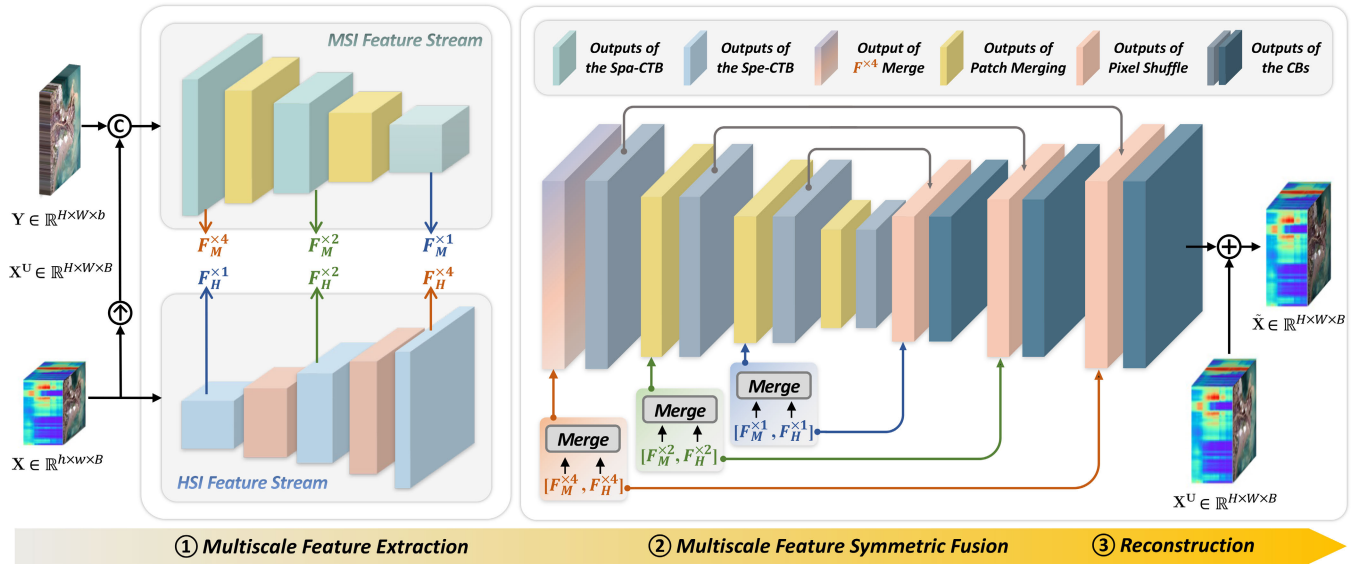 MSI Feature Stream
Y ∈ ℝ^{H×W×b}
X^U ∈ ℝ^{H×W×B}
C
F_M^{×4}
F_M^{×2}
F_M^{×1}
F_H^{×1}
F_H^{×2}
F_H^{×4}
X ∈ ℝ^{h×w×B}
HSI Feature Stream
Outputs of
the Spa-CTB
Outputs of
the Spe-CTB
Output of
F^{×4} Merge
Outputs of
Patch Merging
Outputs of
Pixel Shuffle
Outputs of
the CBs
Merge
[F_M^{×1}, F_H^{×1}]
Merge
[F_M^{×2}, F_H^{×2}]
Merge
[F_M^{×4}, F_H^{×4}]
X̃ ∈ ℝ^{H×W×B}
X^U ∈ ℝ^{H×W×B}
① Multiscale Feature Extraction
② Multiscale Feature Symmetric Fusion
③ Reconstruction